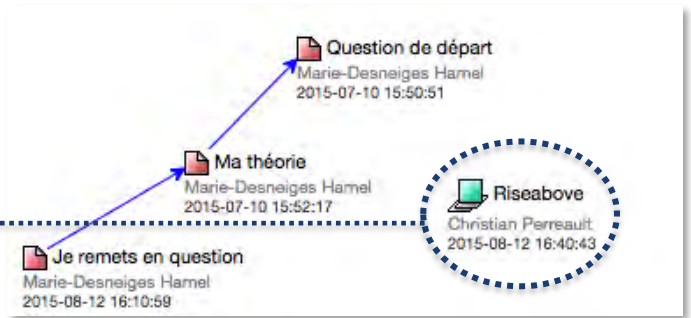 Question de départ
Marie-Desneiges Hamel
2015-07-10 15:50:51
Ma théorie
Marie-Desneiges Hamel
2015-07-10 15:52:17
Riseabove
Christian Perreault
2015-08-12 16:40:43
Je remets en question
Marie-Desneiges Hamel
2015-08-12 16:10:59